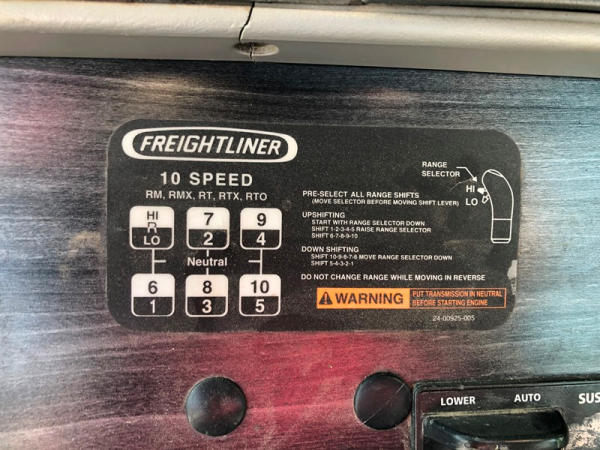 FREIGHTLINER
10 SPEED
RM, RMX, RT, RTX, RTO
HI 7 9
R
LO 2 4
Neutral
6 8 10
1 3 5
RANGE
SELECTOR
HI
LO
PRE-SELECT ALL RANGE SHIFTS
(MOVE SELECTOR BEFORE MOVING SHIFT LEVER)
UPSHIFTING
START WITH RANGE SELECTOR DOWN
SHIFT 1-2-3-4-5 RAISE RANGE SELECTOR
SHIFT 6-7-8-9-10
DOWN SHIFTING
SHIFT 10-9-8-7-6 MOVE RANGE SELECTOR DOWN
SHIFT 5-4-3-2-1
DO NOT CHANGE RANGE WHILE MOVING IN REVERSE
WARNING
PUT TRANSMISSION IN NEUTRAL
BEFORE STARTING ENGINE
24-00925-005
LOWER AUTO SUS